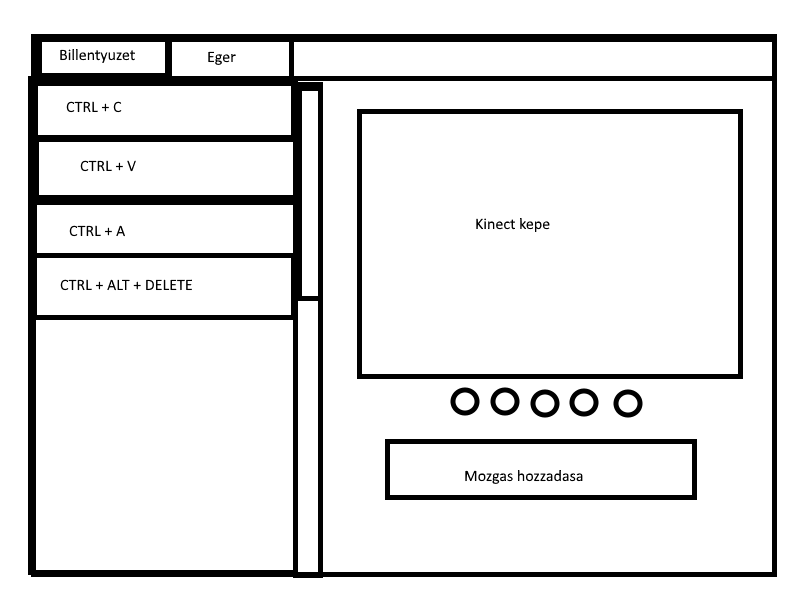 Billentyuzet
Eger
CTRL + C
CTRL + V
CTRL + A
CTRL + ALT + DELETE
Kinect kepe
Mozgas hozzadasa